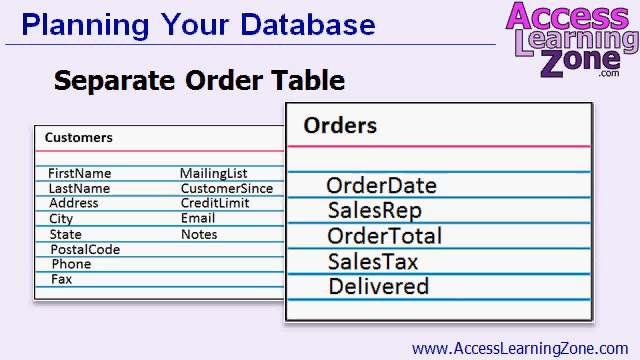 Planning Your Database
Access
Learning
Zone
.com
Separate Order Table
Customers
FirstName MailingList
LastName CustomerSince
Address CreditLimit
City Email
State Notes
PostalCode
Phone
Fax
Orders
OrderDate
SalesRep
OrderTotal
SalesTax
Delivered
www.AccessLearningZone.com